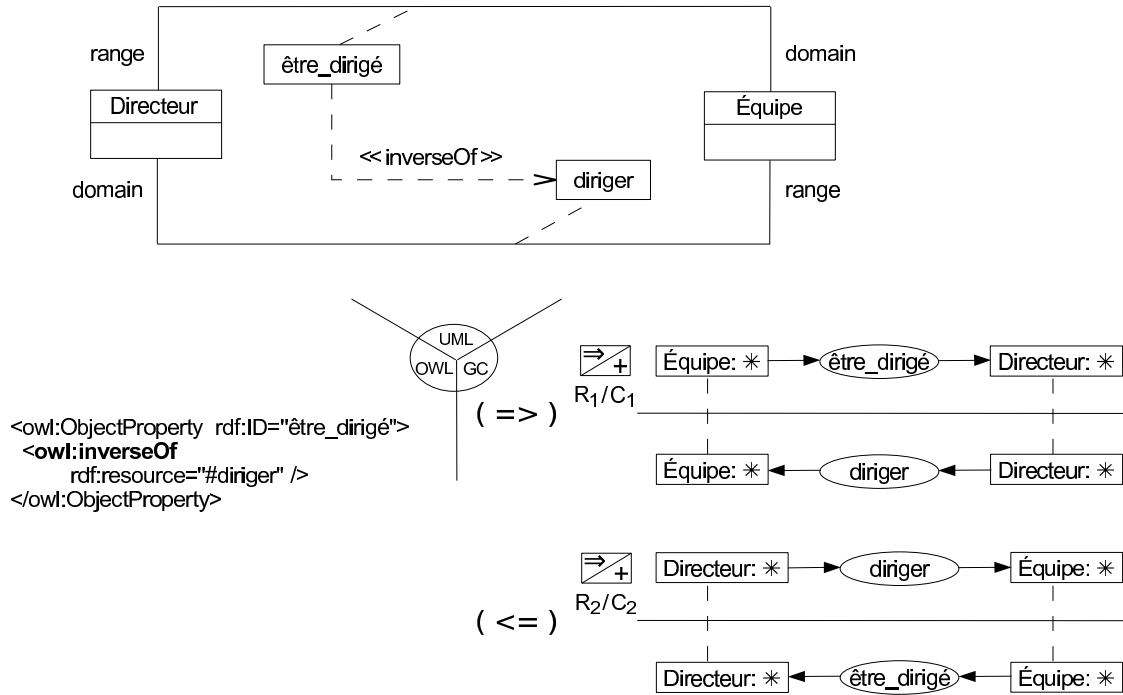 range
être_dirigé
domain
Directeur
Équipe
<< inverseOf >>
diriger
domain
range
UML
OWL
GC
<owl:ObjectProperty rdf:ID="être_dirigé">
<owl:inverseOf
rdf:resource="#diriger" />
</owl:ObjectProperty>
( => )
⇒ +
R1/C1
Équipe: ✳ être_dirigé Directeur: ✳
Équipe: ✳ diriger Directeur: ✳
( <= )
⇒ +
R2/C2
Directeur: ✳ diriger Équipe: ✳
Directeur: ✳ être_dirigé Équipe: ✳